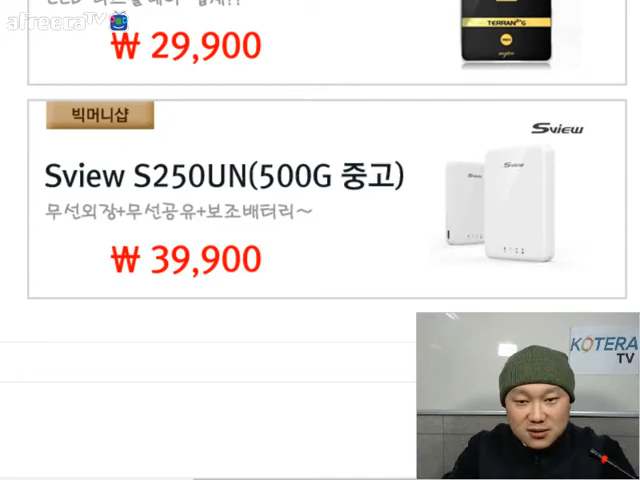 afreecaTV
₩ 29,900
TERRAN
빅머니샵
Sview
Sview S250UN(500G 중고)
무선외장+무선공유+보조배터리~
₩ 39,900
KOTERA
TV